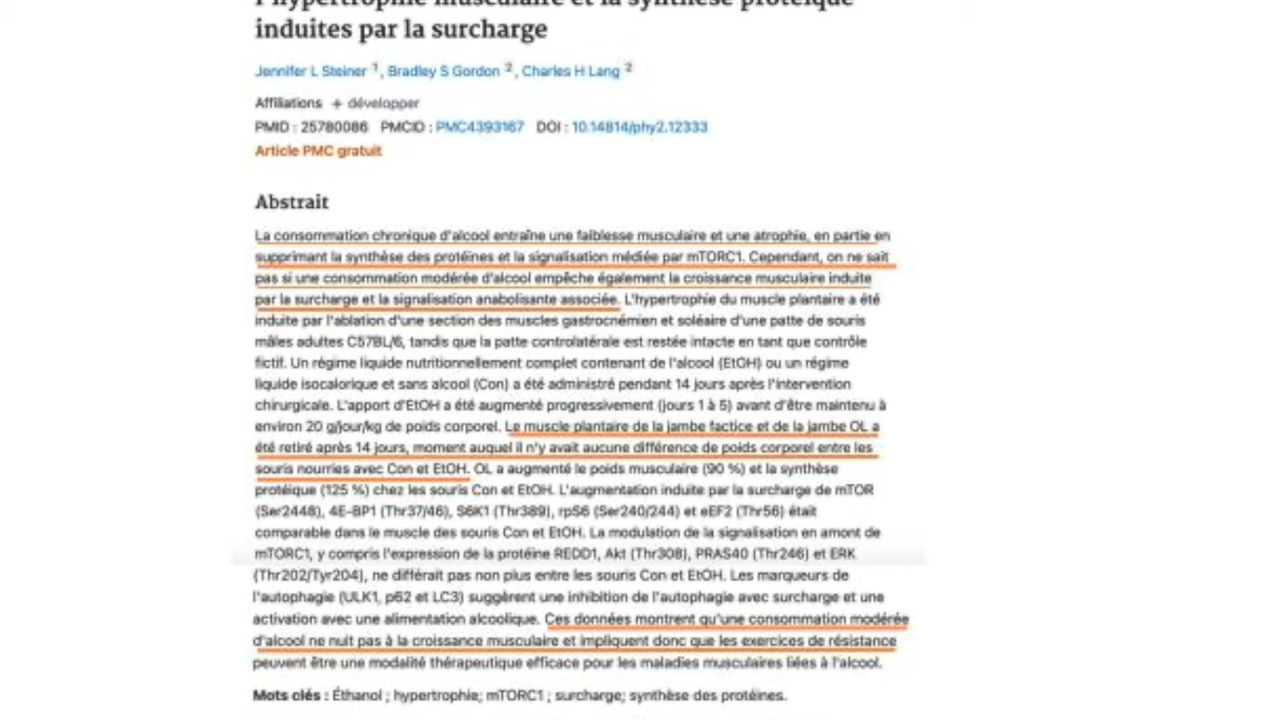 l'hypertrophie musculaire et la synthèse protéique
induites par la surcharge
Jennifer L Steiner 1, Bradley S Gordon 2, Charles H Lang 2
Affiliations + développer
PMID : 25780086 PMCID : PMC4393167 DOI : 10.14814/phy2.12333
Article PMC gratuit
Abstrait
La consommation chronique d'alcool entraîne une faiblesse musculaire et une atrophie, en partie en
supprimant la synthèse des protéines et la signalisation médiée par mTORC1. Cependant, on ne sait
pas si une consommation modérée d'alcool empêche également la croissance musculaire induite
par la surcharge et la signalisation anabolisante associée. L'hypertrophie du muscle plantaire a été
induite par l'ablation d'une section des muscles gastrocnémien et soléaire d'une patte de souris
mâles adultes C57BL/6, tandis que la patte controlatérale est restée intacte en tant que contrôle
fictif. Un régime liquide nutritionnellement complet contenant de l'alcool (EtOH) ou un régime
liquide isocalorique et sans alcool (Con) a été administré pendant 14 jours après l'intervention
chirurgicale. L'apport d'EtOH a été augmenté progressivement (jours 1 à 5) avant d'être maintenu à
environ 20 g/jour/kg de poids corporel. Le muscle plantaire de la jambe factice et de la jambe OL a
été retiré après 14 jours, moment auquel il n'y avait aucune différence de poids corporel entre les
souris nourries avec Con et EtOH. OL a augmenté le poids musculaire (90 %) et la synthèse
protéique (125 %) chez les souris Con et EtOH. L'augmentation induite par la surcharge de mTOR
(Ser2448), 4E-BP1 (Thr37/46), S6K1 (Thr389), rpS6 (Ser240/244) et eEF2 (Thr56) était
comparable dans le muscle des souris Con et EtOH. La modulation de la signalisation en amont de
mTORC1, y compris l'expression de la protéine REDD1, Akt (Thr308), PRAS40 (Thr246) et ERK
(Thr202/Tyr204), ne différait pas non plus entre les souris Con et EtOH. Les marqueurs de
l'autophagie (ULK1, p62 et LC3) suggèrent une inhibition de l'autophagie avec surcharge et une
activation avec une alimentation alcoolique. Ces données montrent qu'une consommation modérée
d'alcool ne nuit pas à la croissance musculaire et impliquent donc que les exercices de résistance
peuvent être une modalité thérapeutique efficace pour les maladies musculaires liées à l'alcool.
Mots clés : Éthanol ; hypertrophie; mTORC1 ; surcharge; synthèse des protéines.